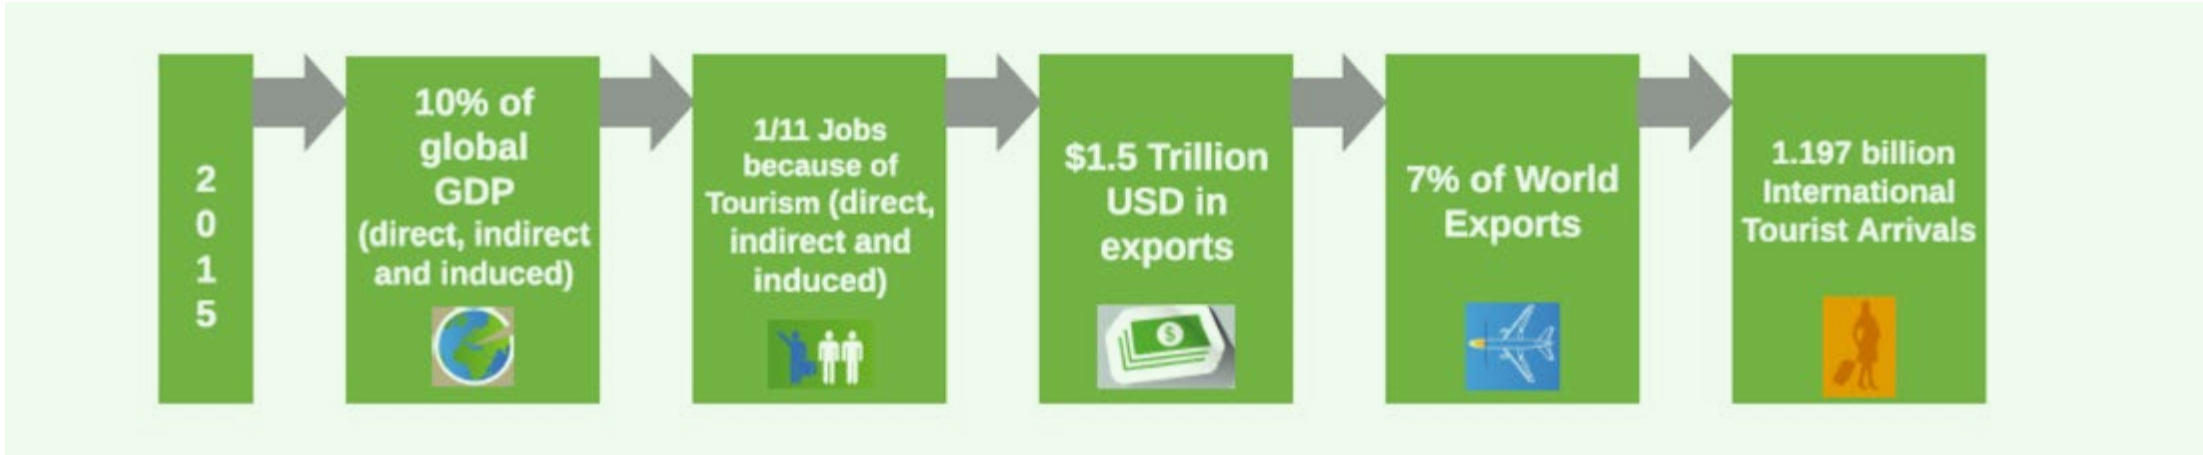 2
0
1
5
10% of
global
GDP
(direct, indirect
and induced)
1/11 Jobs
because of
Tourism (direct,
indirect and
induced)
$1.5 Trillion
USD in
exports
$
7% of World
Exports
1.197 billion
International
Tourist Arrivals